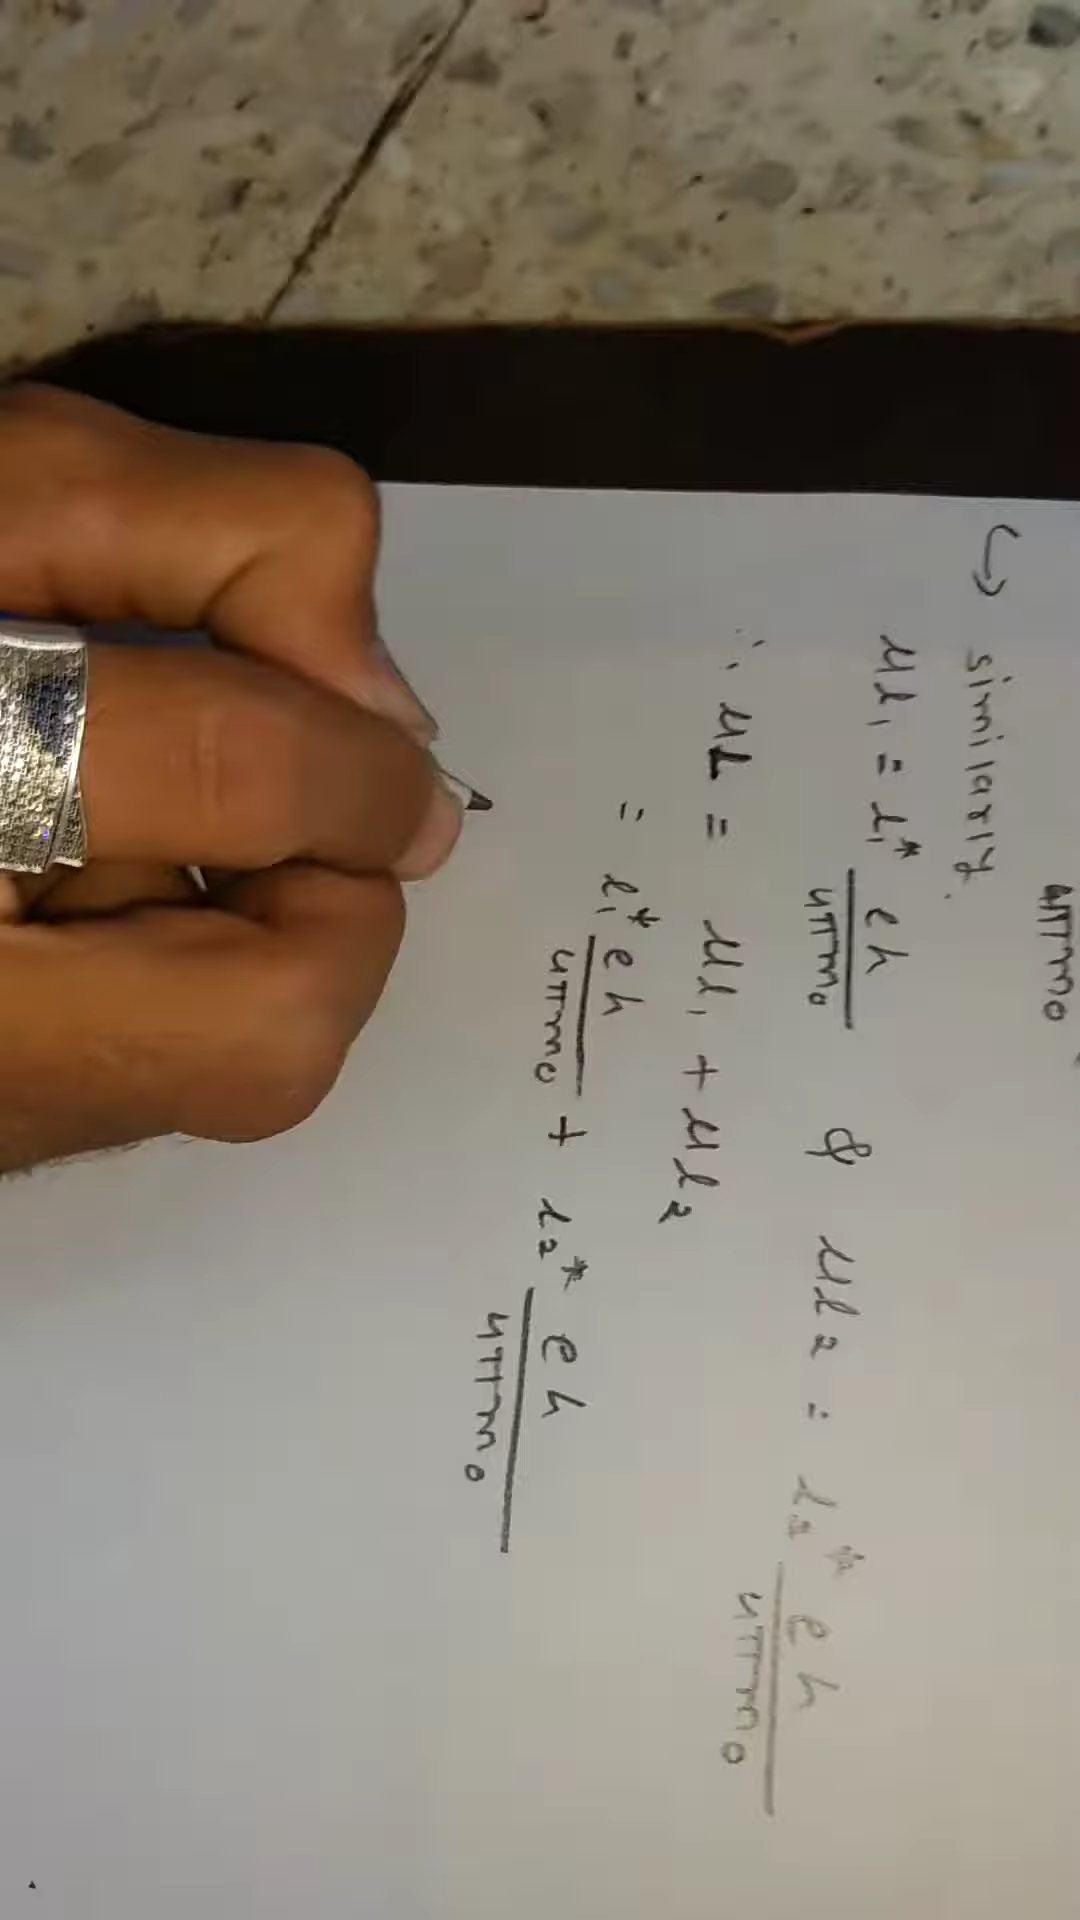 4πm0
↪ similarly.
μl1 = l1* eh/4πm0 & μl2 = l2* eh/4πm0
∴ μL = μl1 + μl2
= l1* eh/4πm0 + l2* eh/4πm0